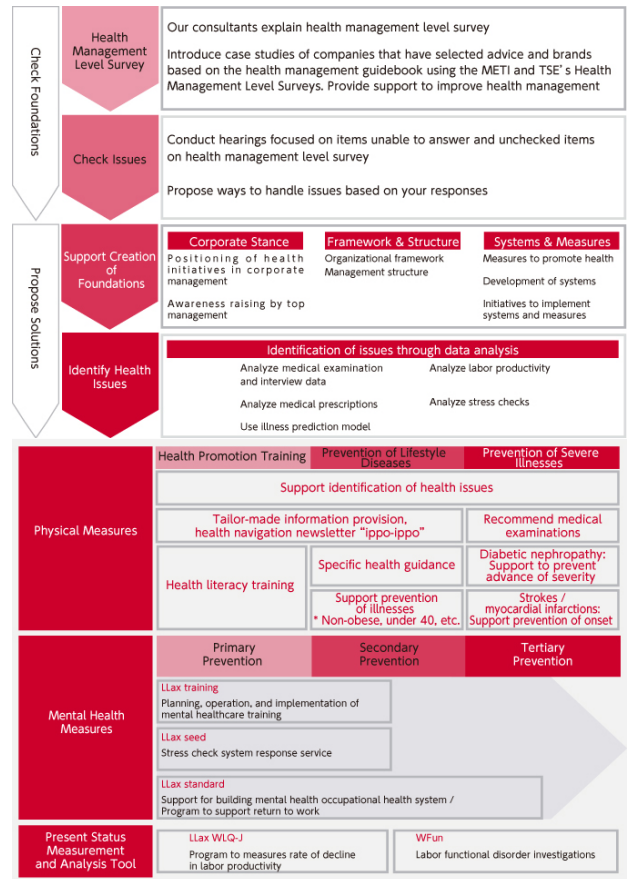 Check Foundations
Health
Management
Level Survey
Our consultants explain health management level survey
Introduce case studies of companies that have selected advice and brands
based on the health management guidebook using the METI and TSE's Health
Management Level Surveys. Provide support to improve health management
Check Issues
Conduct hearings focused on items unable to answer and unchecked items
on health management level survey
Propose ways to handle issues based on your responses
Propose Solutions
Support Creation
of
Foundations
Corporate Stance
Positioning of health
initiatives in corporate
management
Awareness raising by top
management
Framework & Structure
Organizational framework
Management structure
Systems & Measures
Measures to promote health
Development of systems
Initiatives to implement
systems and measures
Identify Health
Issues
Identification of issues through data analysis
Analyze medical examination
and interview data
Analyze medical prescriptions
Use illness prediction model
Analyze labor productivity
Analyze stress checks
Physical Measures
Health Promotion Training
Prevention of Lifestyle
Diseases
Prevention of Severe
Illnesses
Support identification of health issues
Tailor-made information provision,
health navigation newsletter “ippo-ippo”
Recommend medical
examinations
Health literacy training
Specific health guidance
Diabetic nephropathy:
Support to prevent
advance of severity
Support prevention
of illnesses
* Non-obese, under 40, etc.
Strokes /
myocardial infarctions:
Support prevention of onset
Mental Health
Measures
Primary
Prevention
Secondary
Prevention
Tertiary
Prevention
LLax training
Planning, operation, and implementation of
mental healthcare training
LLax seed
Stress check system response service
LLax standard
Support for building mental health occupational health system /
Program to support return to work
Present Status
Measurement
and Analysis Tool
LLax WLQ-J
Program to measures rate of decline
in labor productivity
WFun
Labor functional disorder investigations